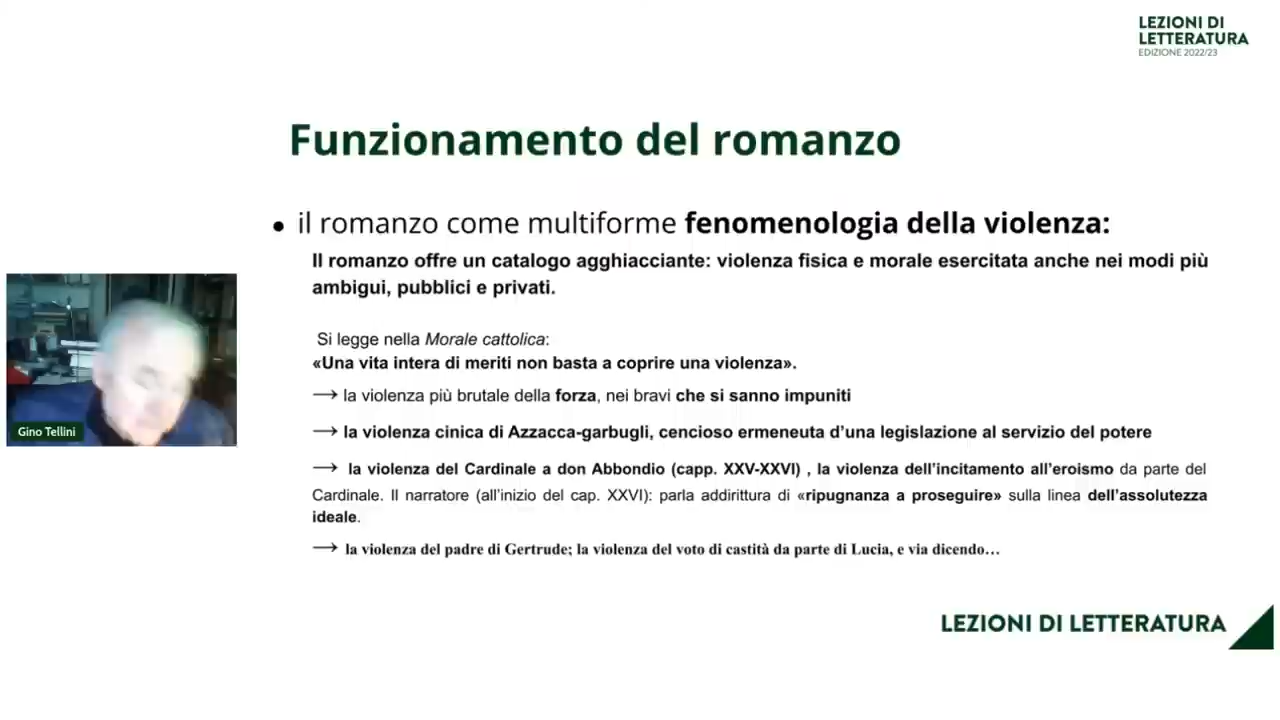 LEZIONI DI
LETTERATURA
EDIZIONE 2022/23
Funzionamento del romanzo
• il romanzo come multiforme fenomenologia della violenza:
Il romanzo offre un catalogo agghiacciante: violenza fisica e morale esercitata anche nei modi più
ambigui, pubblici e privati.
Si legge nella Morale cattolica:
«Una vita intera di meriti non basta a coprire una violenza».
→ la violenza più brutale della forza, nei bravi che si sanno impuniti
→ la violenza cinica di Azzacca-garbugli, cencioso ermeneuta d’una legislazione al servizio del potere
→ la violenza del Cardinale a don Abbondio (capp. XXV-XXVI) , la violenza dell’incitamento all’eroismo da parte del
Cardinale. Il narratore (all’inizio del cap. XXVI): parla addirittura di «ripugnanza a proseguire» sulla linea dell’assolutezza
ideale.
→ la violenza del padre di Gertrude; la violenza del voto di castità da parte di Lucia, e via dicendo…
Gino Tellini
LEZIONI DI LETTERATURA